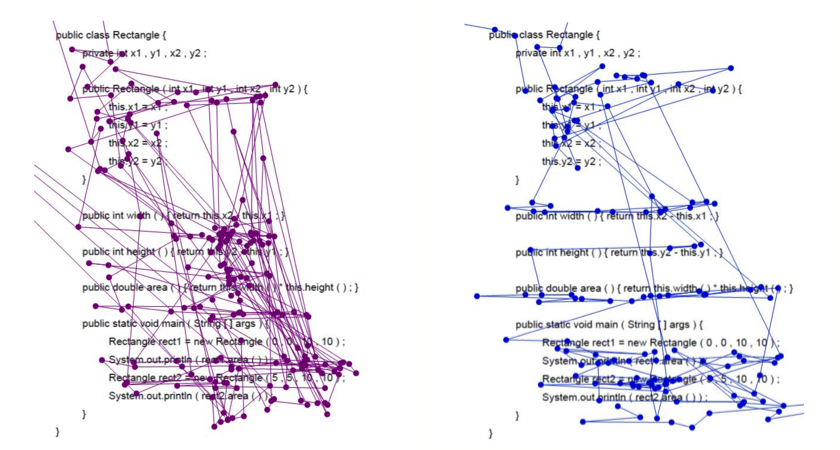 public class Rectangle {
private int x1 , y1 , x2 , y2 ;
public Rectangle ( int x1 , int y1 , int x2 , int y2 ) {
this.x1 = x1 ;
this.y1 = y1 ;
this.x2 = x2 ;
this.y2 = y2 ;
}
public int width ( ) { return this.x2 - this.x1 ; }
public int height ( ) { return this.y2 - this.y1 ; }
public double area ( ) { return this.width ( ) * this.height ( ) ; }
public static void main ( String [ ] args ) {
Rectangle rect1 = new Rectangle ( 0 , 0 , 10 , 10 ) ;
System.out.println ( rect1.area ( ) ) ;
Rectangle rect2 = new Rectangle ( 5 , 5 , 10 , 10 ) ;
System.out.println ( rect2.area ( ) ) ;
}
}
public class Rectangle {
private int x1 , y1 , x2 , y2 ;
public Rectangle ( int x1 , int y1 , int x2 , int y2 ) {
this.x1 = x1 ;
this.y1 = y1 ;
this.x2 = x2 ;
this.y2 = y2 ;
}
public int width ( ) { return this.x2 - this.x1 ; }
public int height ( ) { return this.y2 - this.y1 ; }
public double area ( ) { return this.width ( ) * this.height ( ) ; }
public static void main ( String [ ] args ) {
Rectangle rect1 = new Rectangle ( 0 , 0 , 10 , 10 ) ;
System.out.println ( rect1.area ( ) ) ;
Rectangle rect2 = new Rectangle ( 5 , 5 , 10 , 10 ) ;
System.out.println ( rect2.area ( ) ) ;
}
}